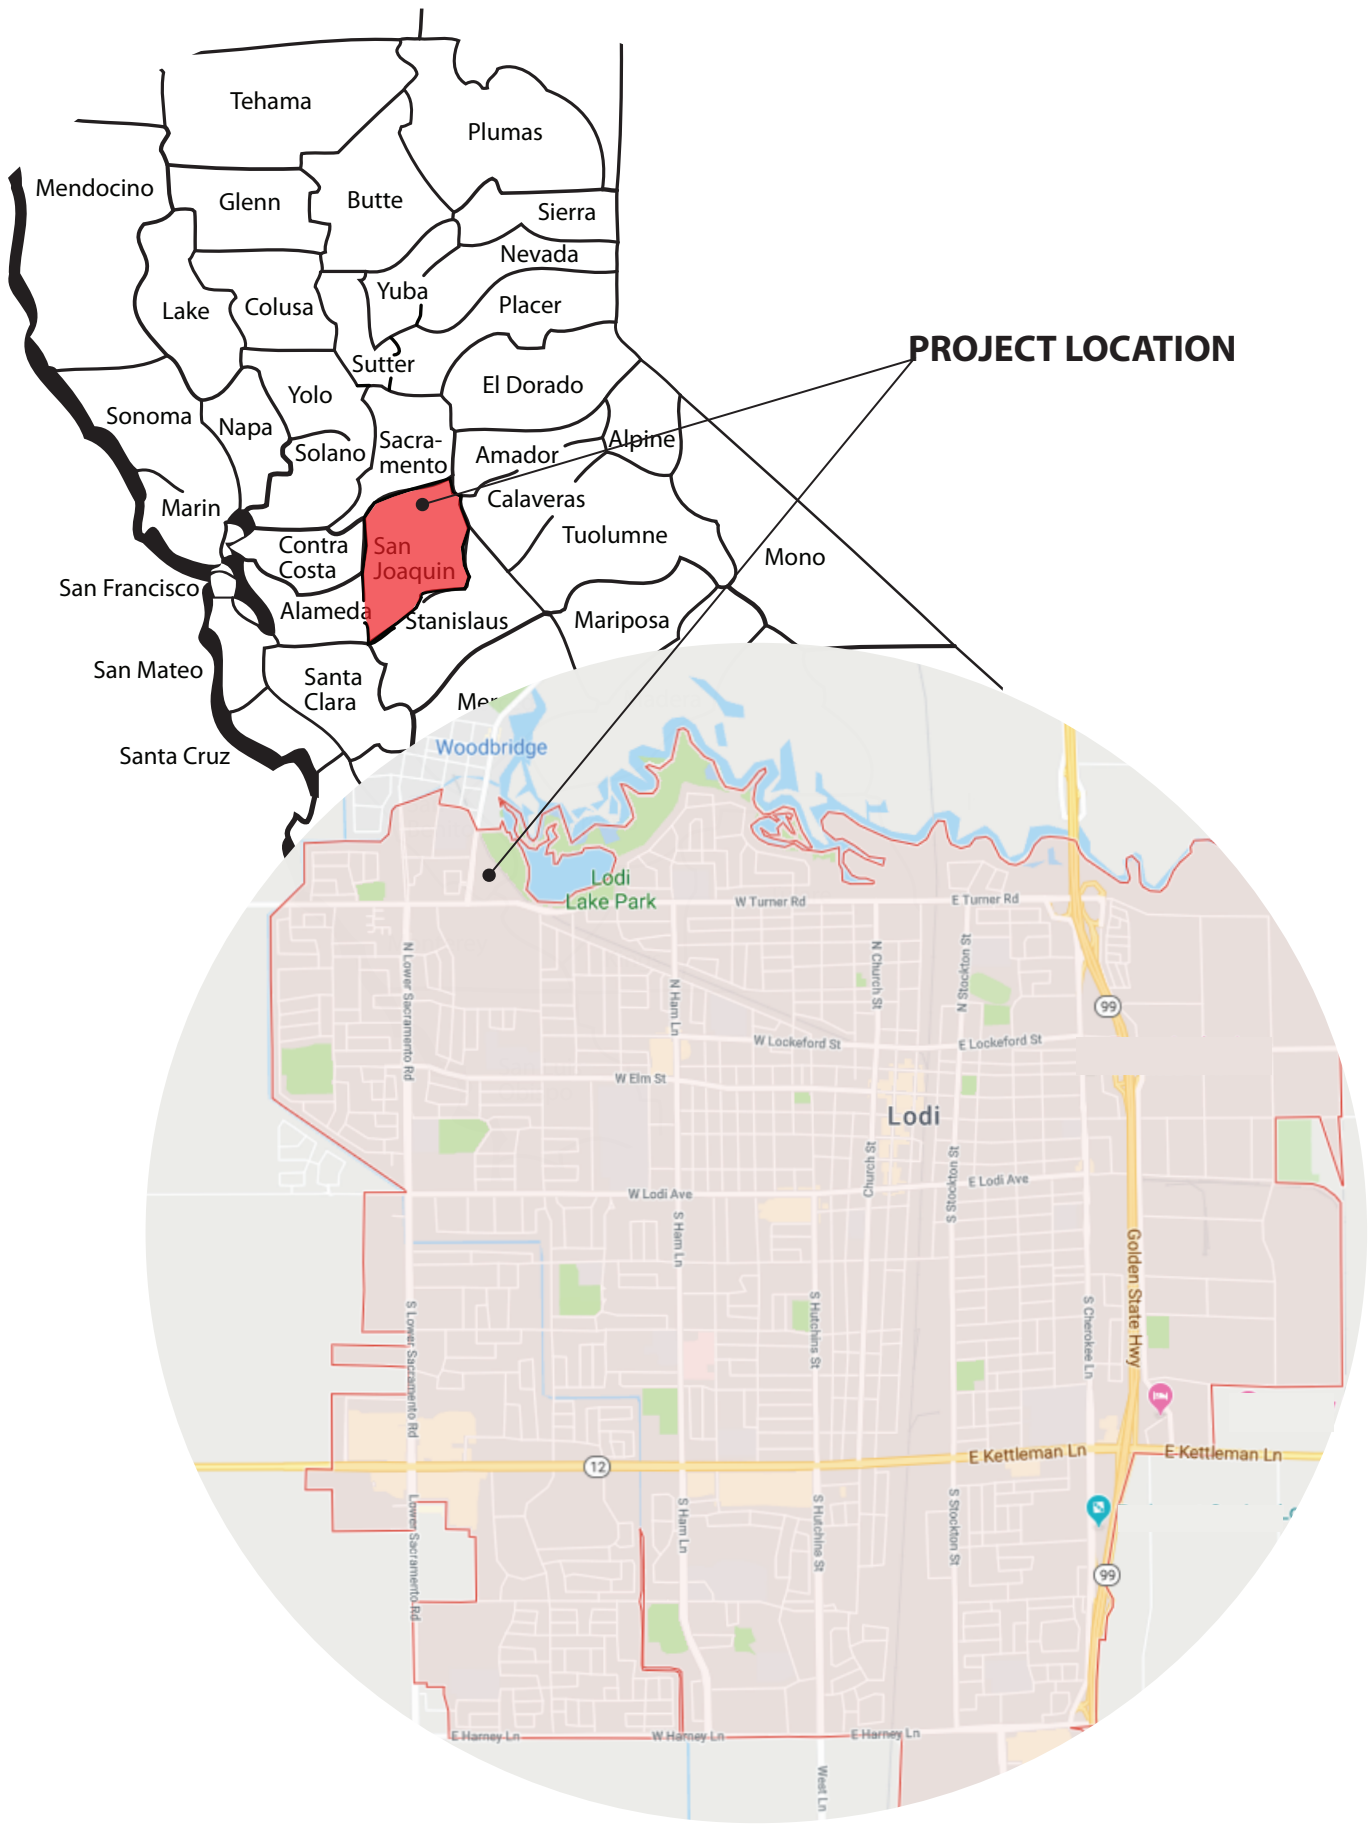 Tehama
Plumas
Mendocino
Glenn
Butte
Sierra
Nevada
Yuba
Lake
Colusa
Placer
PROJECT LOCATION
Sutter
El Dorado
Yolo
Sonoma
Napa
Sacra-
mento
Alpine
Solano
Amador
Calaveras
Marin
Tuolumne
Contra
Costa
San
Joaquin
Mono
San Francisco
Alameda
Stanislaus
Mariposa
San Mateo
Santa
Clara
Mer
Woodbridge
Santa Cruz
Lodi
Lake Park
W Turner Rd
E Turner Rd
N Lower Sacramento Rd
N Church St
N Stockton St
N Ham Ln
99
W Lockeford St
E Lockeford St
W Elm St
Lodi
Church St
S Stockton St
W Lodi Ave
E Lodi Ave
S Ham Ln
Golden State Hwy
S Lower Sacramento Rd
S Hutchins St
S Cherokee Ln
E Kettleman Ln
E Kettleman Ln
12
Lower Sacramento Rd
S Ham Ln
S Hutchins St
S Stockton St
99
E Harney Ln
W Harney Ln
E Harney Ln
West Ln